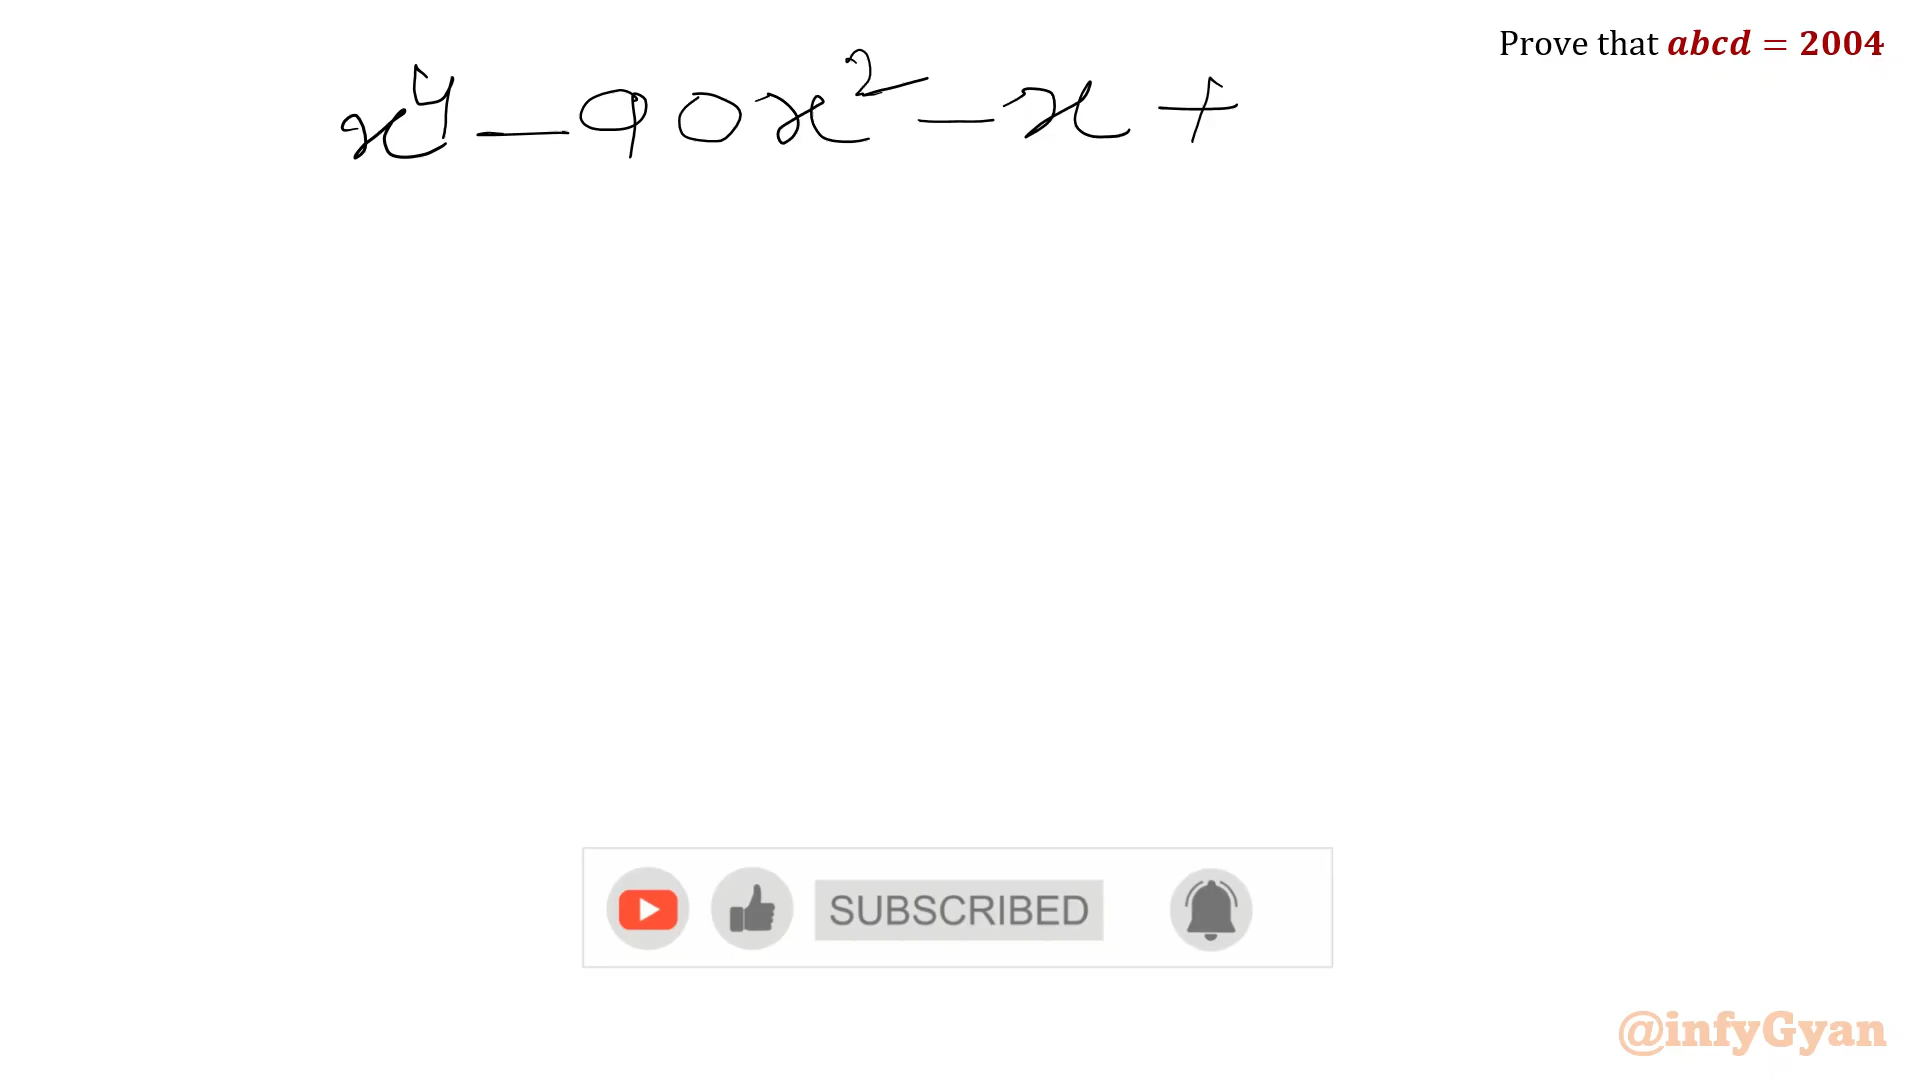 Prove that abcd = 2004
x⁴ - 90x² - x +
SUBSCRIBED
@infyGyan